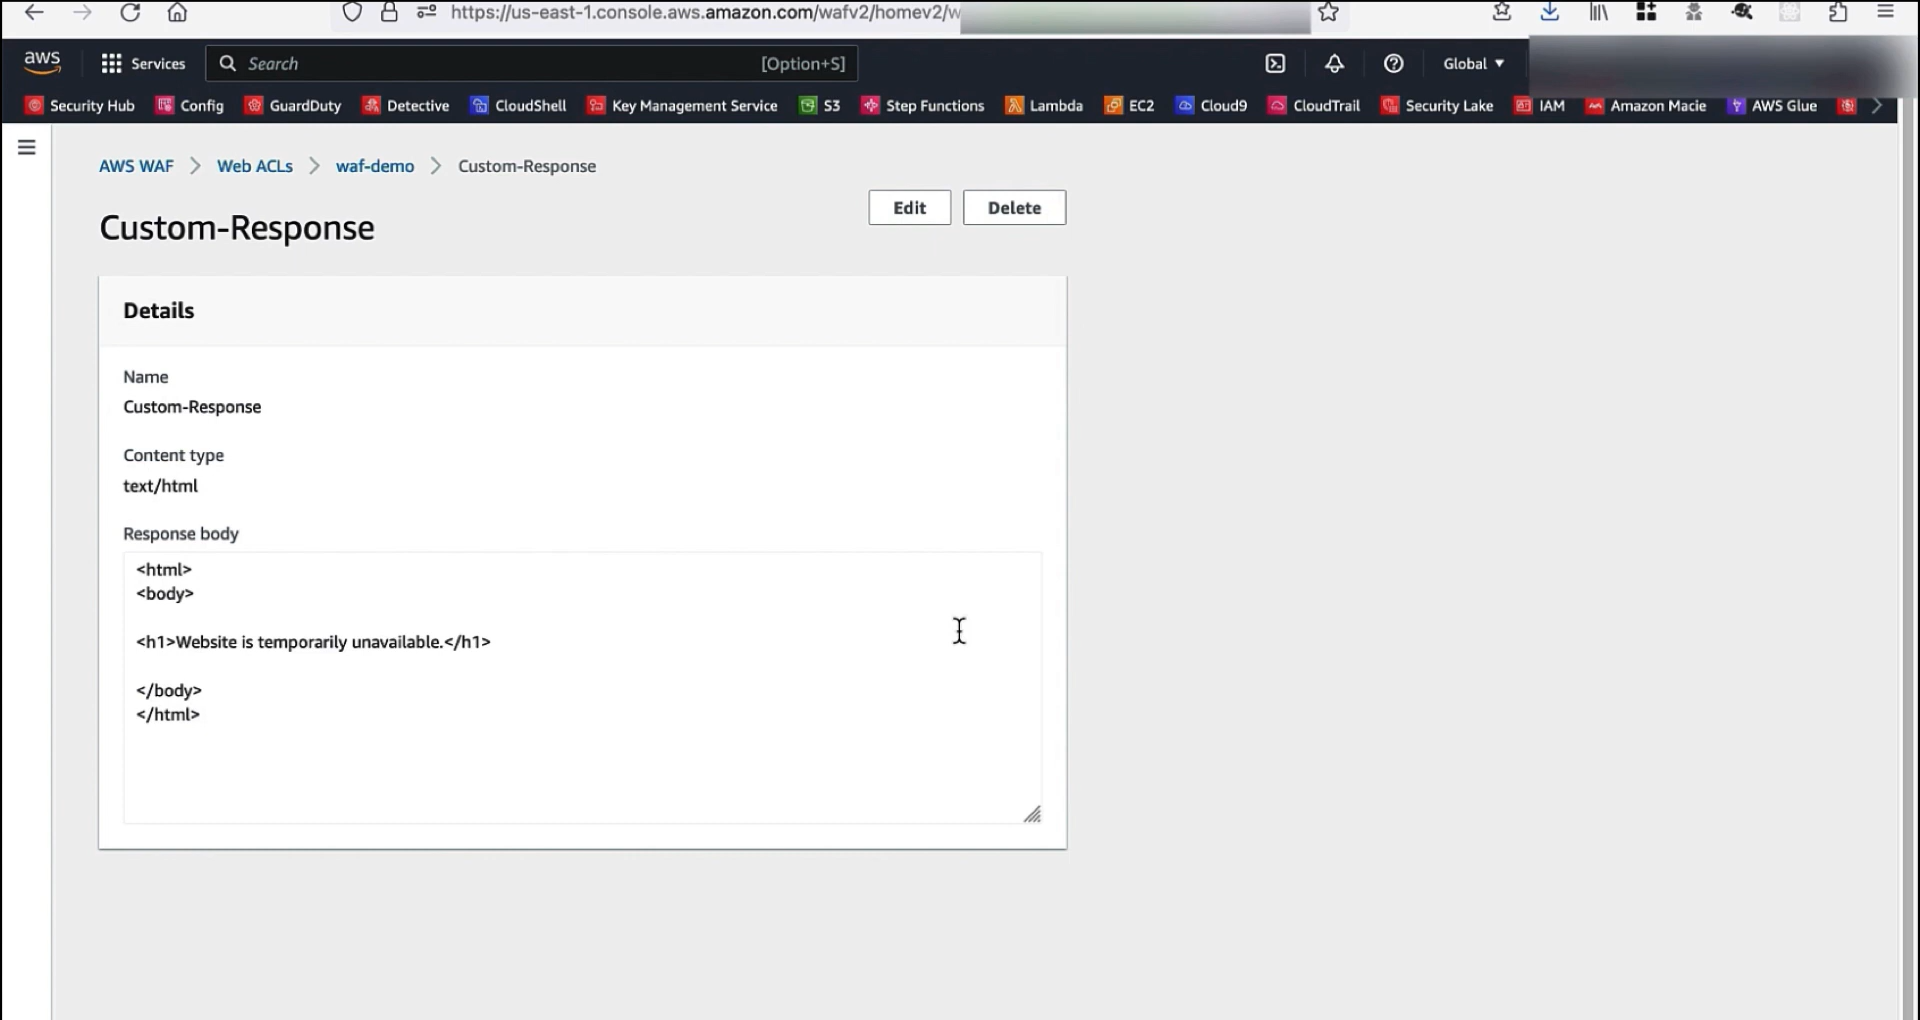 https://us-east-1.console.aws.amazon.com/wafv2/homev2/w
aws Services Search [Option+S] Global
Security Hub Config GuardDuty Detective CloudShell Key Management Service S3 Step Functions Lambda EC2 Cloud9 CloudTrail Security Lake IAM Amazon Macie AWS Glue
AWS WAF > Web ACLs > waf-demo > Custom-Response
Edit Delete
Custom-Response
Details
Name
Custom-Response
Content type
text/html
Response body
<html>
<body>
<h1>Website is temporarily unavailable.</h1>
</body>
</html>